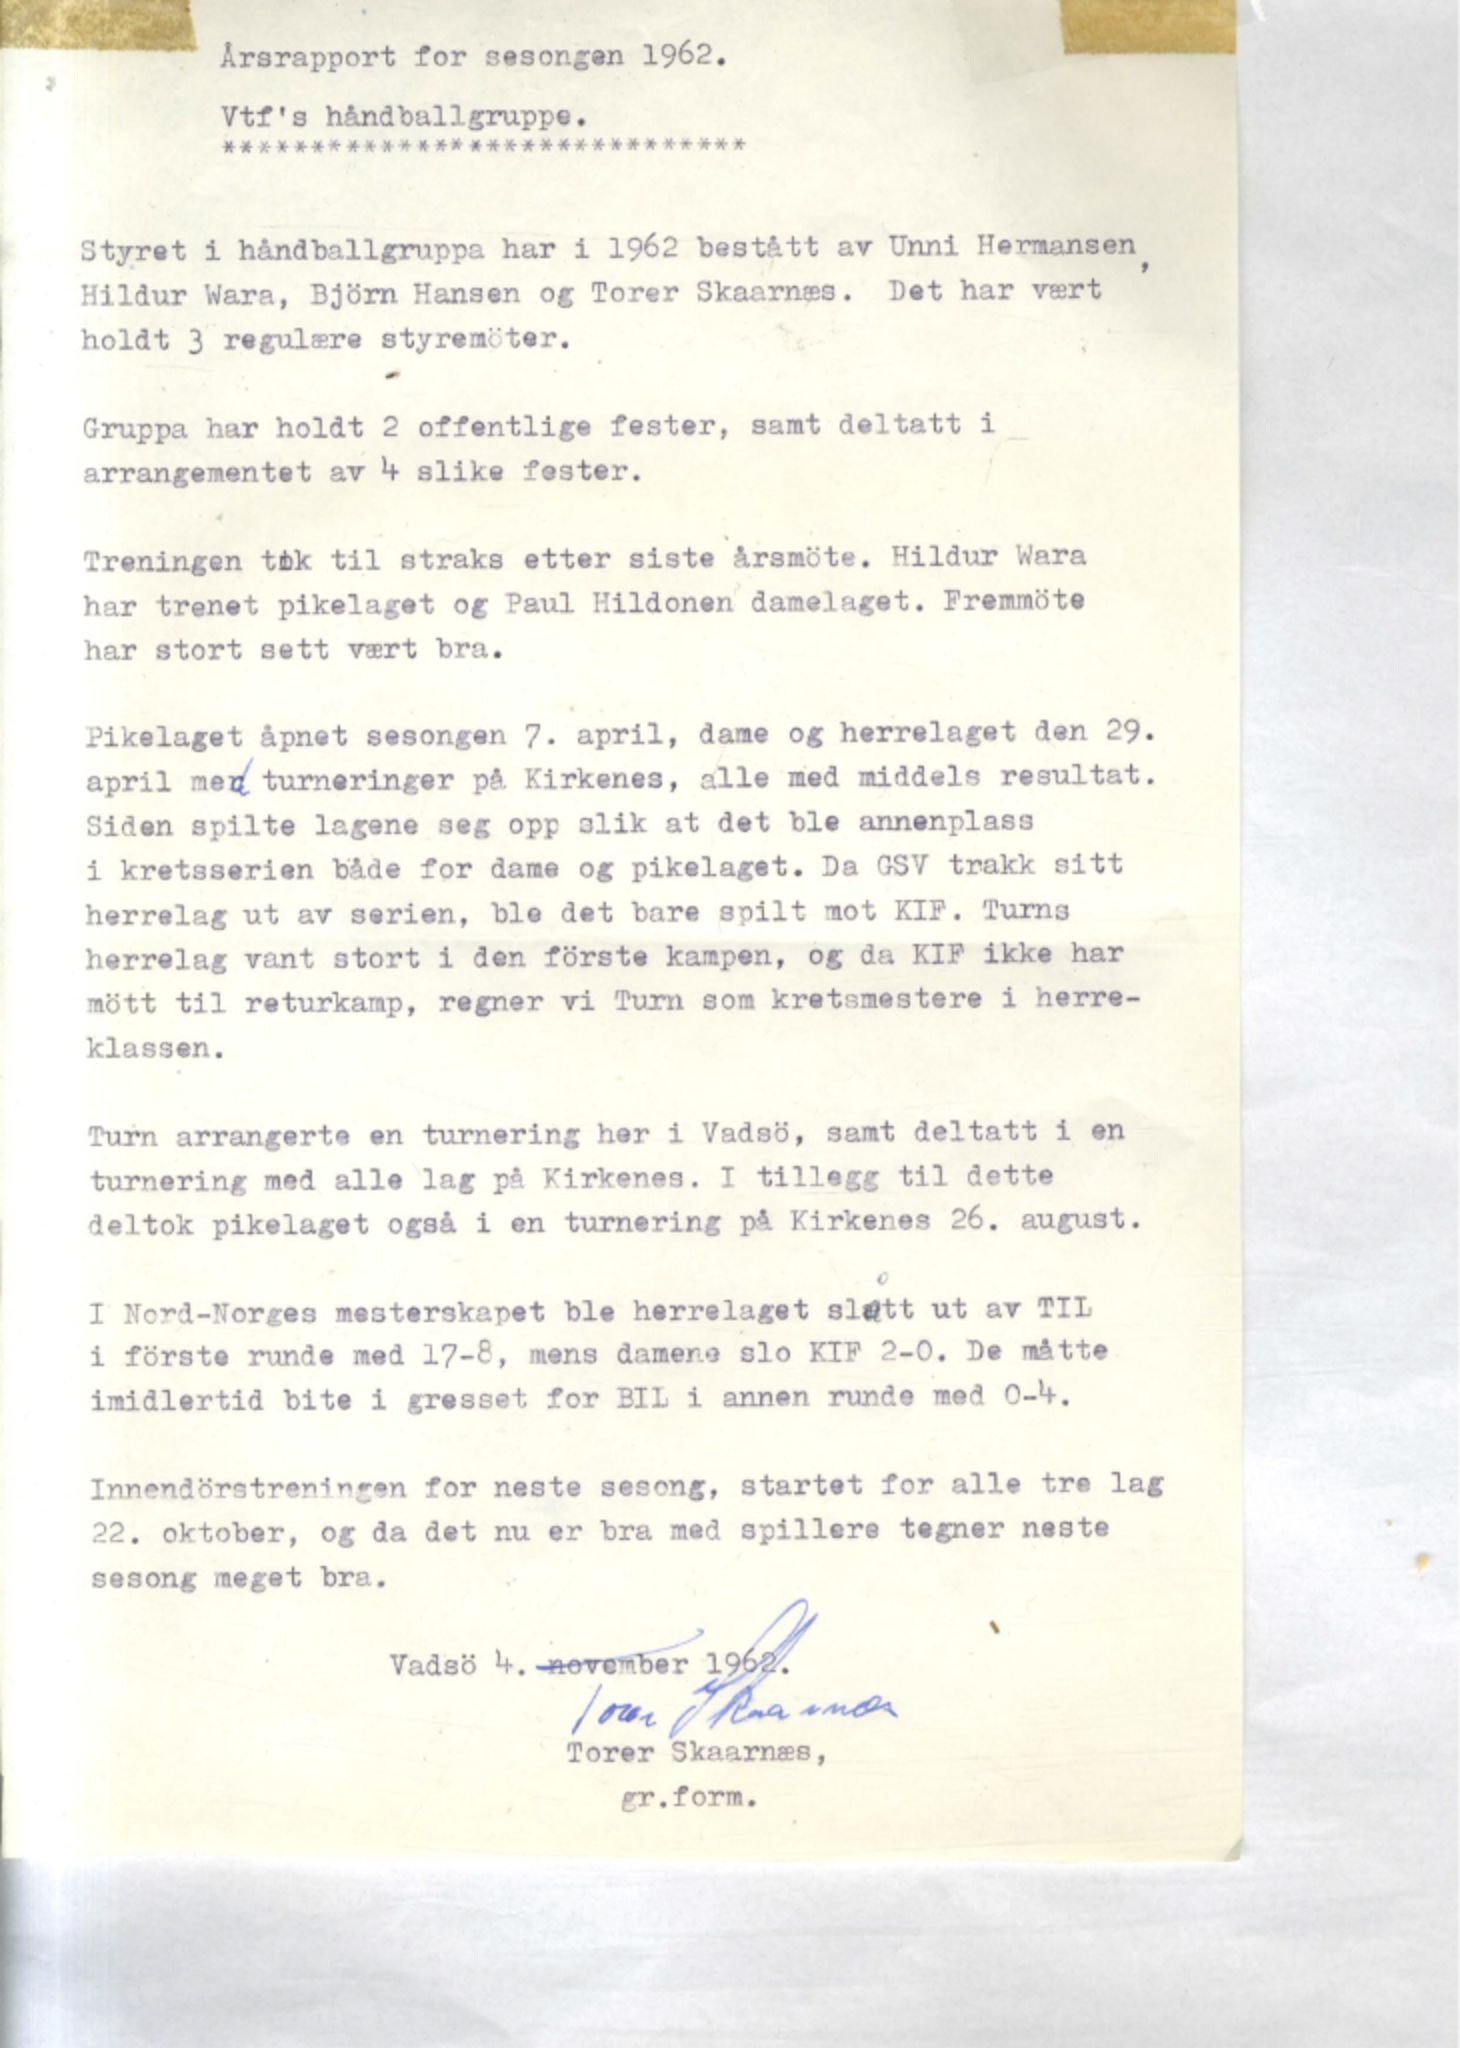 Årsrapport for sesongen 1962.
Vtf's håndballgruppe.
******************************
Styret i håndballgruppa har i 1962 bestått av Unni Hermansen,
Hildur Wara, Björn Hansen og Torer Skaarnæs. Det har vært
holdt 3 regulære styremöter.
Gruppa har holdt 2 offentlige fester, samt deltatt i
arrangementet av 4 slike fester.
Treningen tok til straks etter siste årsmöte. Hildur Wara
har trenet pikelaget og Paul Hildonen damelaget. Fremmöte
har stort sett vært bra.
Pikelaget åpnet sesongen 7. april, dame og herrelaget den 29.
april med turneringer på Kirkenes, alle med middels resultat.
Siden spilte lagene seg opp slik at det ble annenplass
i kretsserien både for dame og pikelaget. Da GSV trakk sitt
herrelag ut av serien, ble det bare spilt mot KIF. Turns
herrelag vant stort i den förste kampen, og da KIF ikke har
mött til returkamp, regner vi Turn som kretsmestere i herre-
klassen.
Turn arrangerte en turnering her i Vadsö, samt deltatt i en
turnering med alle lag på Kirkenes. I tillegg til dette
deltok pikelaget også i en turnering på Kirkenes 26. august.
I Nord-Norges mesterskapet ble herrelaget slått ut av TIL
i förste runde med 17-8, mens damene slo KIF 2-0. De måtte
imidlertid bite i gresset for BIL i annen runde med 0-4.
Innendörstreningen for neste sesong, startet for alle tre lag
22. oktober, og da det nu er bra med spillere tegner neste
sesong meget bra.
Vadsö 4. november 1962.
Torer Skaarnæs
Torer Skaarnæs,
gr.form.